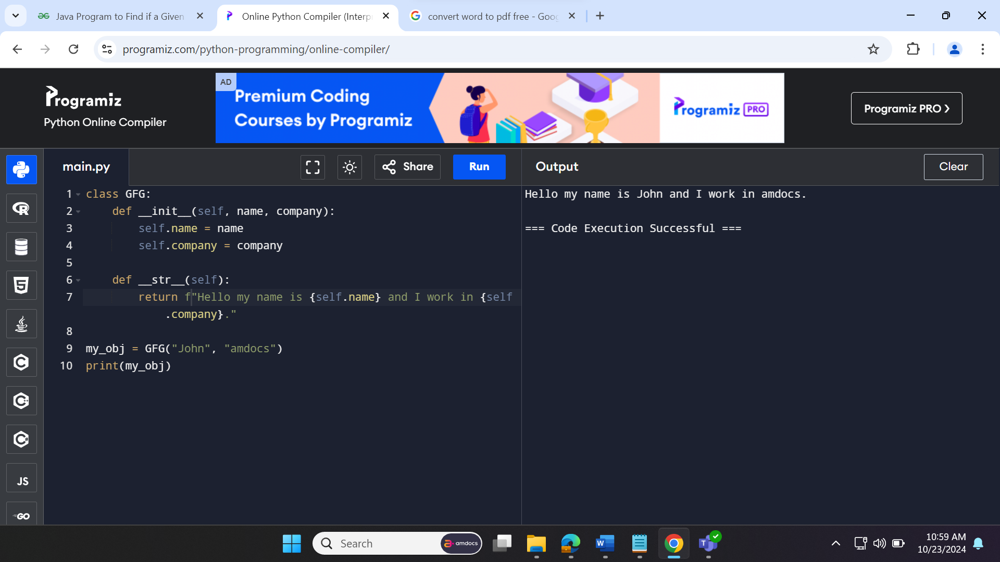 Java Program to Find if a Given
Online Python Compiler (Interp
convert word to pdf free - Goog
programiz.com/python-programming/online-compiler/
Programiz
Python Online Compiler
AD
Premium Coding
Courses by Programiz
Programiz PRO
Programiz PRO ❯
main.py
Share
Run
Output
Clear
1 class GFG:
2     def __init__(self, name, company):
3         self.name = name
4         self.company = company
5
6     def __str__(self):
7         return f"Hello my name is {self.name} and I work in {self
            .company}."
8
9 my_obj = GFG("John", "amdocs")
10 print(my_obj)
Hello my name is John and I work in amdocs.
=== Code Execution Successful ===
R
5
C
C++
C#
JS
GO
Search
amdocs
W
T
10:59 AM
10/23/2024